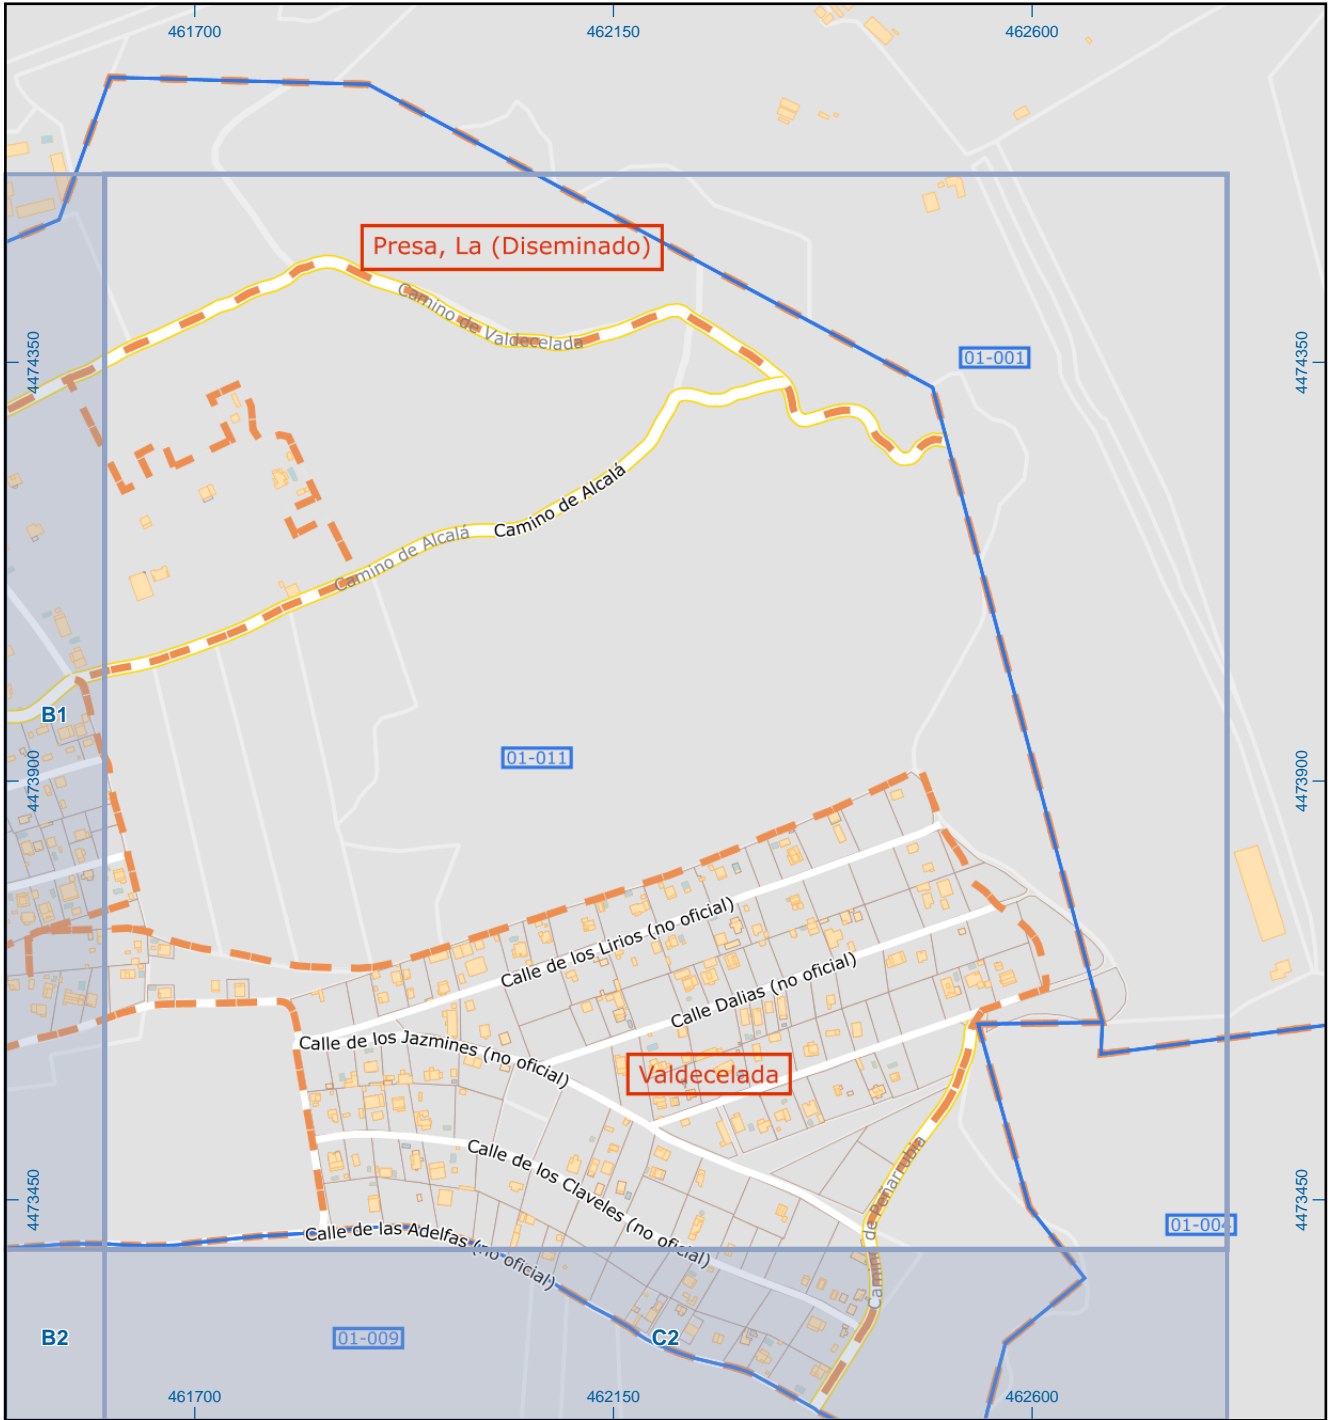 461700
462150
462600
Presa, La (Diseminado)
Camino de Valdecelada
4474350
4474350
01-001
Camino de Alcalá
Camino de Alcalá
B1
01-011
4473900
4473900
Calle de los Lirios (no oficial)
Calle Dalias (no oficial)
Calle de los Jazmines (no oficial)
Valdecelada
Calle de los Claveles (no oficial)
Camino de Peñarrubia
4473450
4473450
01-004
Calle de las Adelfas (no oficial)
B2
01-009
C2
461700
462150
462600